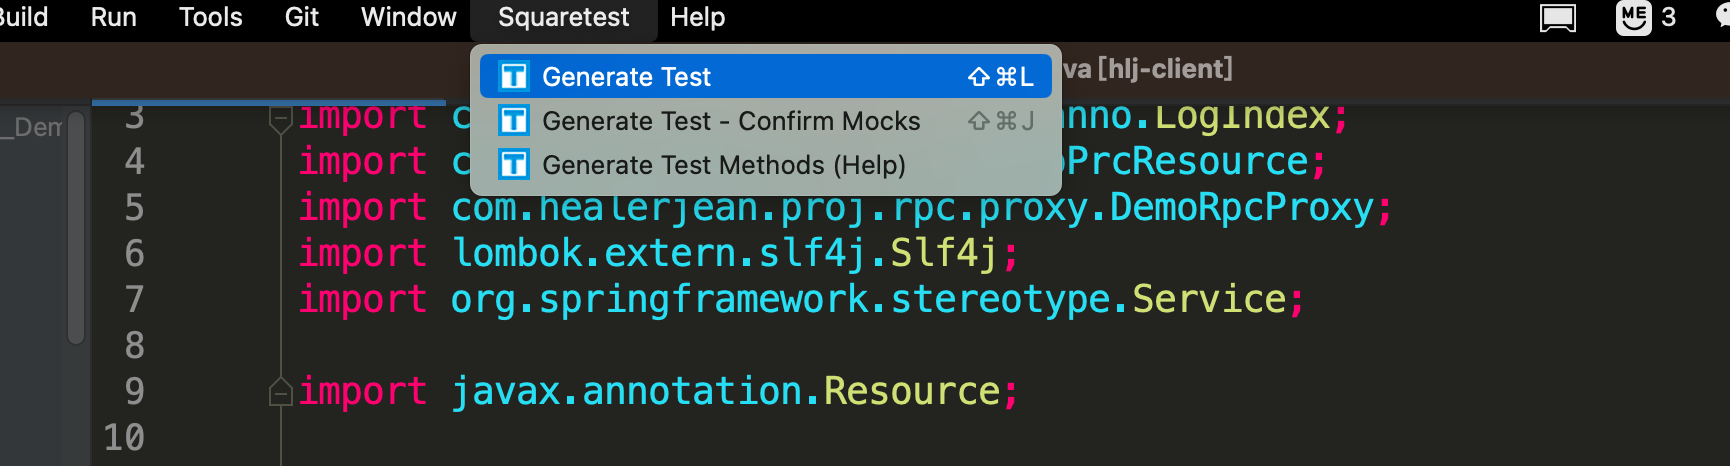 Build Run Tools Git Window Squaretest Help ME 3
va [hlj-client]
Generate Test ⇧⌘L
Generate Test - Confirm Mocks ⇧⌘J
Generate Test Methods (Help)
_Dem
3 import c nno.LogIndex;
4 import c PrcResource;
5 import com.healerjean.proj.rpc.proxy.DemoRpcProxy;
6 import lombok.extern.slf4j.Slf4j;
7 import org.springframework.stereotype.Service;
8
9 import javax.annotation.Resource;
10